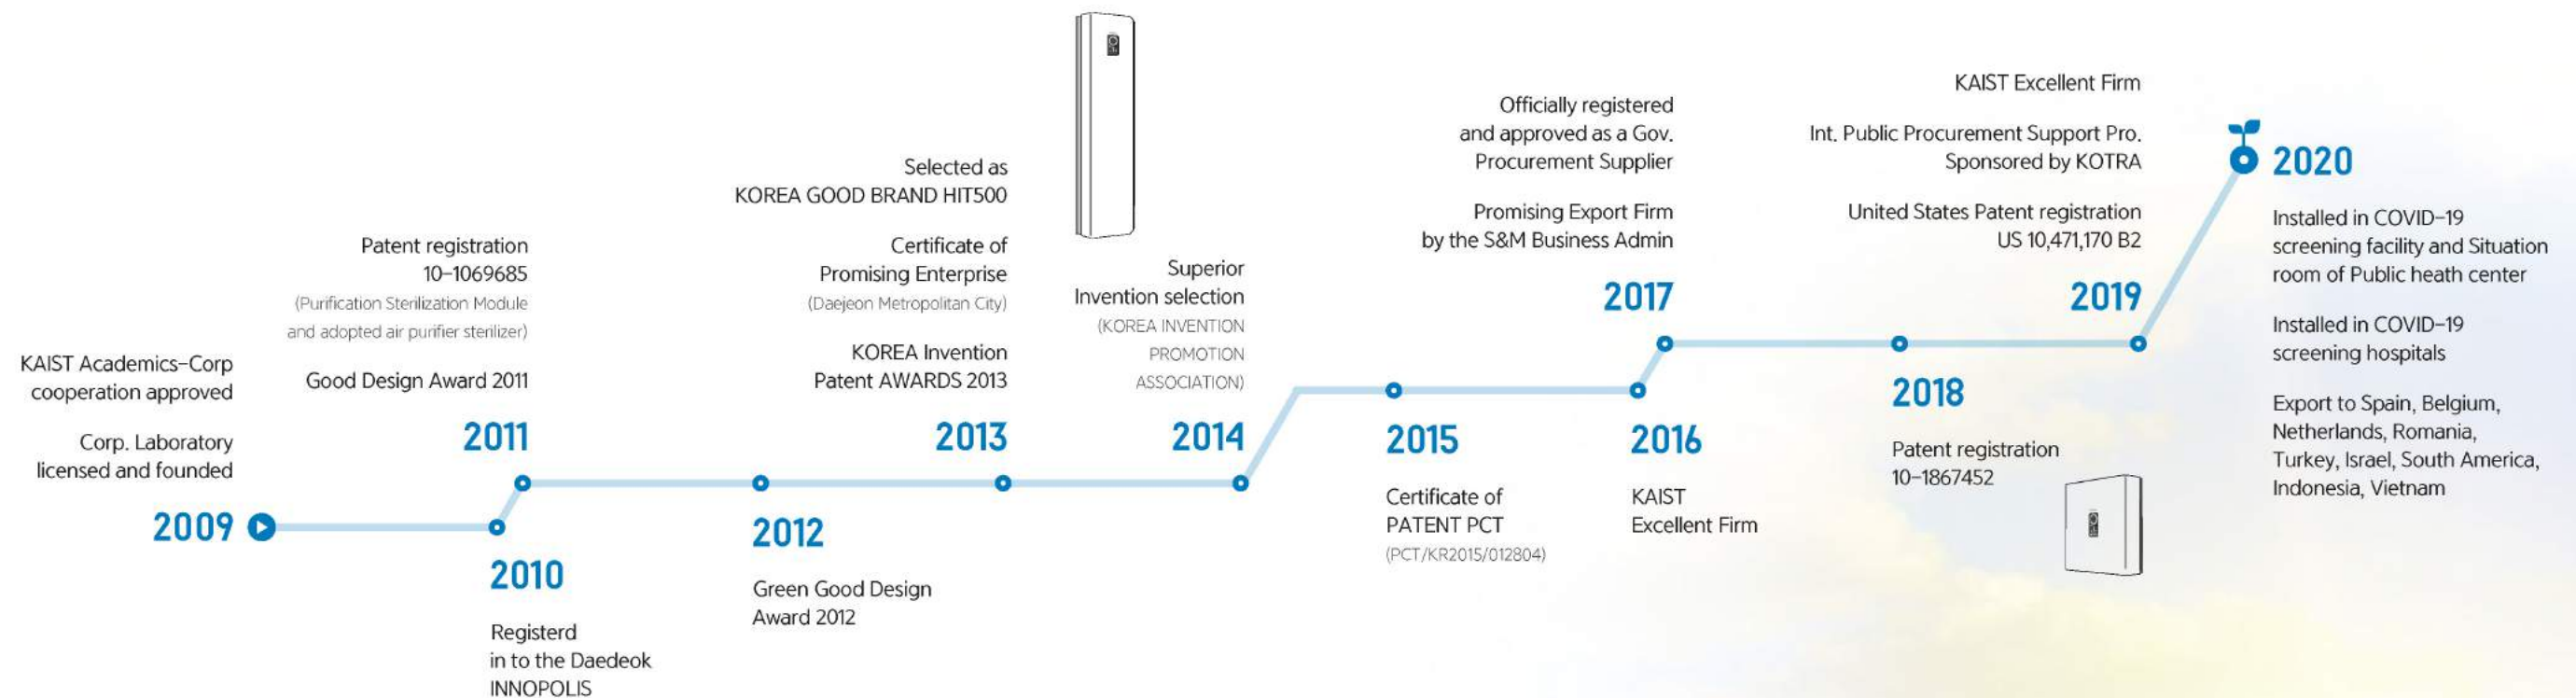 KAIST Academics-Corp
cooperation approved
Corp. Laboratory
licensed and founded
2009
2010
Registerd
in to the Daedeok
INNOPOLIS
Patent registration
10-1069685
(Purification Sterilization Module
and adopted air purifier sterilizer)
Good Design Award 2011
2011
2012
Green Good Design
Award 2012
Selected as
KOREA GOOD BRAND HIT500
Certificate of
Promising Enterprise
(Daejeon Metropolitan City)
KOREA Invention
Patent AWARDS 2013
2013
Superior
Invention selection
(KOREA INVENTION
PROMOTION
ASSOCIATION)
2014
2015
Certificate of
PATENT PCT
(PCT/KR2015/012804)
2016
KAIST
Excellent Firm
Officially registered
and approved as a Gov.
Procurement Supplier
Promising Export Firm
by the S&M Business Admin
2017
2018
Patent registration
10-1867452
KAIST Excellent Firm
Int. Public Procurement Support Pro.
Sponsored by KOTRA
United States Patent registration
US 10,471,170 B2
2019
2020
Installed in COVID-19
screening facility and Situation
room of Public heath center
Installed in COVID-19
screening hospitals
Export to Spain, Belgium,
Netherlands, Romania,
Turkey, Israel, South America,
Indonesia, Vietnam